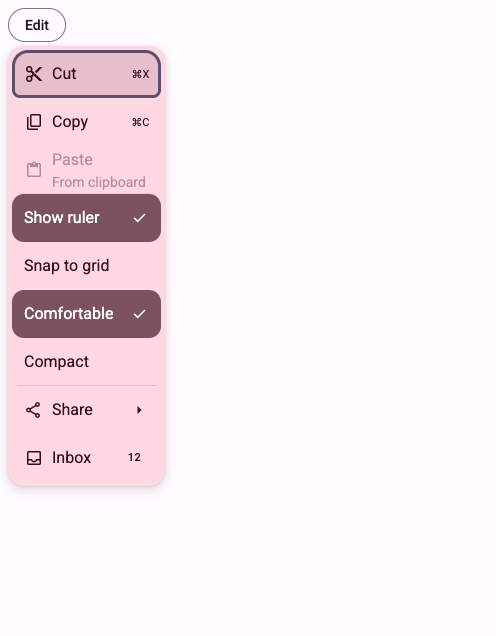 Edit
Cut ⌘X
Copy ⌘C
Paste
From clipboard
Show ruler
Snap to grid
Comfortable
Compact
Share
Inbox 12